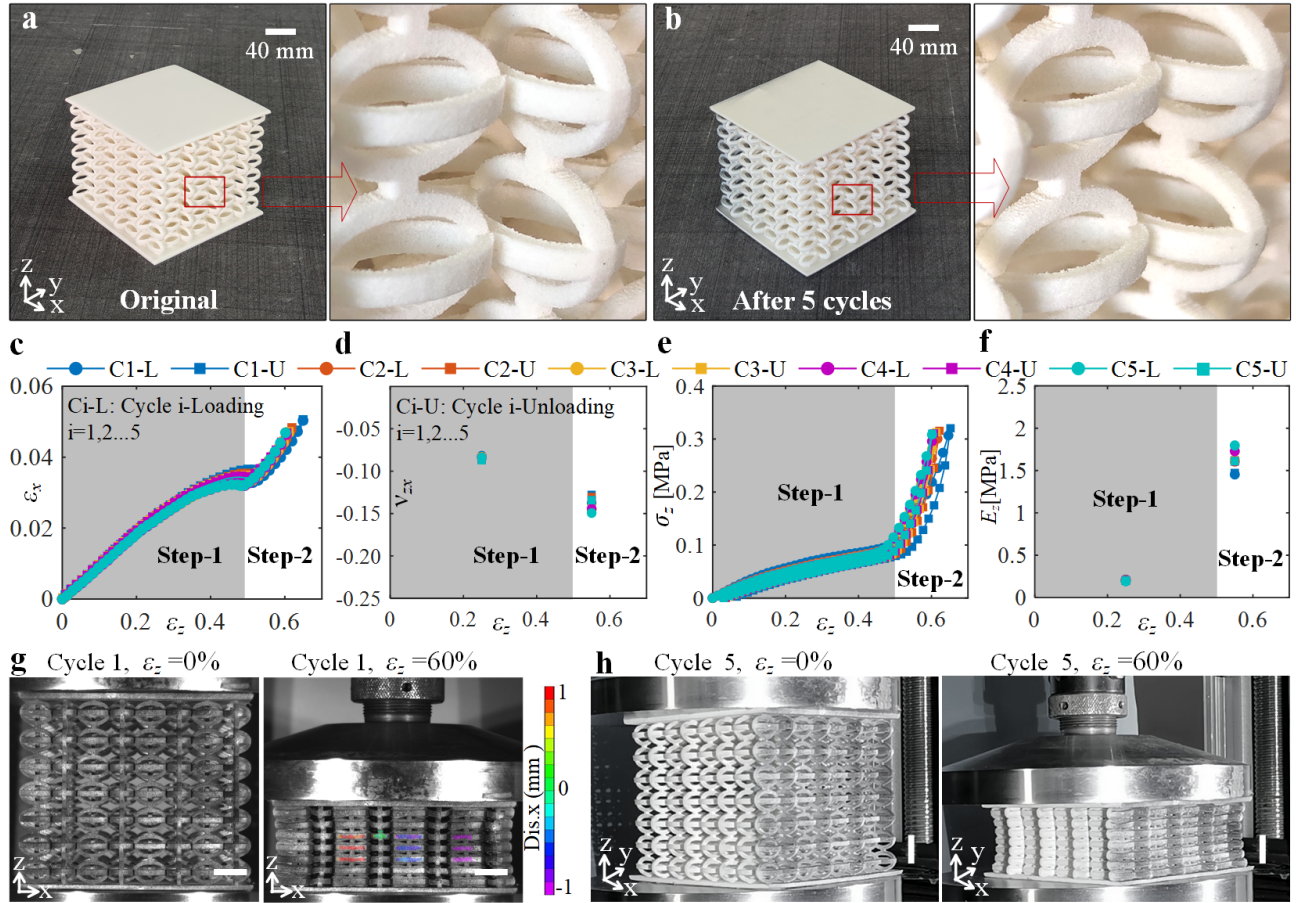 a
40 mm
z
y
x
Original
b
40 mm
z
y
x
After 5 cycles
c
d
e
f
C1-L
C1-U
C2-L
C2-U
C3-L
C3-U
C4-L
C4-U
C5-L
C5-U
0.06
0.04
0.02
0
εx
Ci-L: Cycle i-Loading
i=1,2...5
Step-1
Step-2
0
0.2
0.4
0.6
εz
-0.05
-0.10
-0.15
-0.20
-0.25
νzx
Ci-U: Cycle i-Unloading
i=1,2...5
Step-1
Step-2
0
0.2
0.4
0.6
εz
0.4
0.3
0.2
0.1
0
σz [MPa]
Step-1
Step-2
0
0.2
0.4
0.6
εz
2.5
2
1.5
1
0.5
0
Ez[MPa]
Step-1
Step-2
0
0.2
0.4
0.6
εz
g
Cycle 1, εz =0%
z
x
Cycle 1, εz =60%
z
x
Dis.x (mm)
1
0
-1
h
Cycle 5, εz =0%
z
y
x
Cycle 5, εz =60%
z
y
x